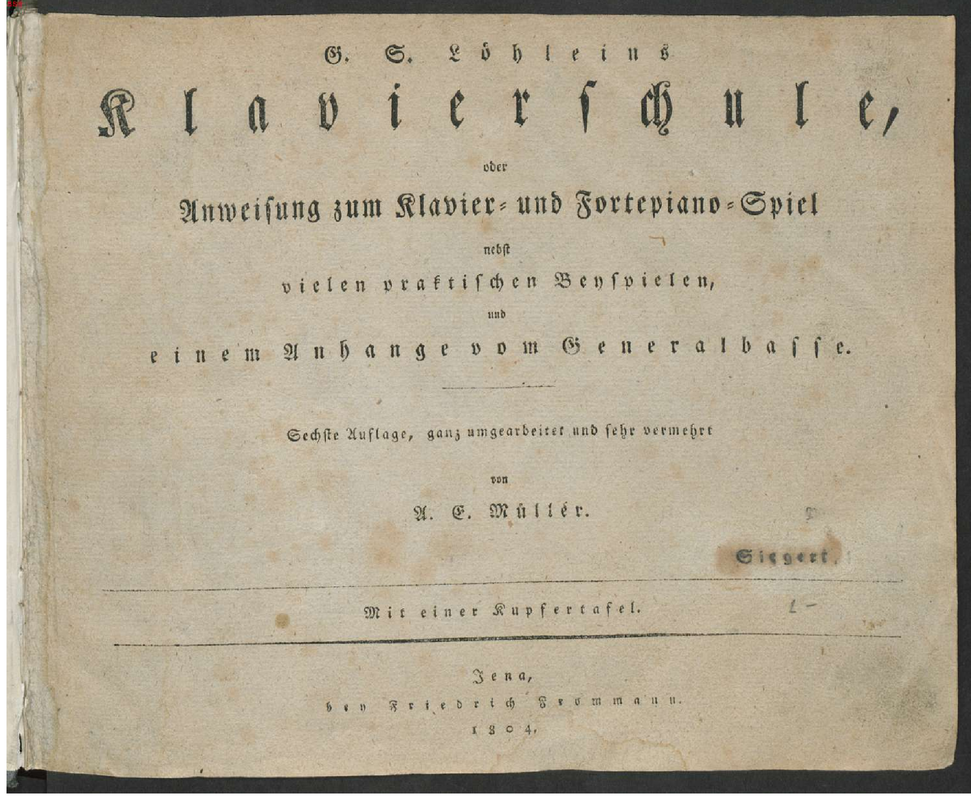 G. S. Löhleins
Klavierschule,
oder
Anweisung zum Klavier- und Fortepiano-Spiel
nebst
vielen praktischen Beyspielen,
und
einem Anhange vom Generalbasse.
Sechste Auflage, ganz umgearbeitet und sehr vermehrt
von
A. E. Müller.
Siegert.
Mit einer Kupfertafel.
Jena,
bey Friedrich Frommann.
1804.